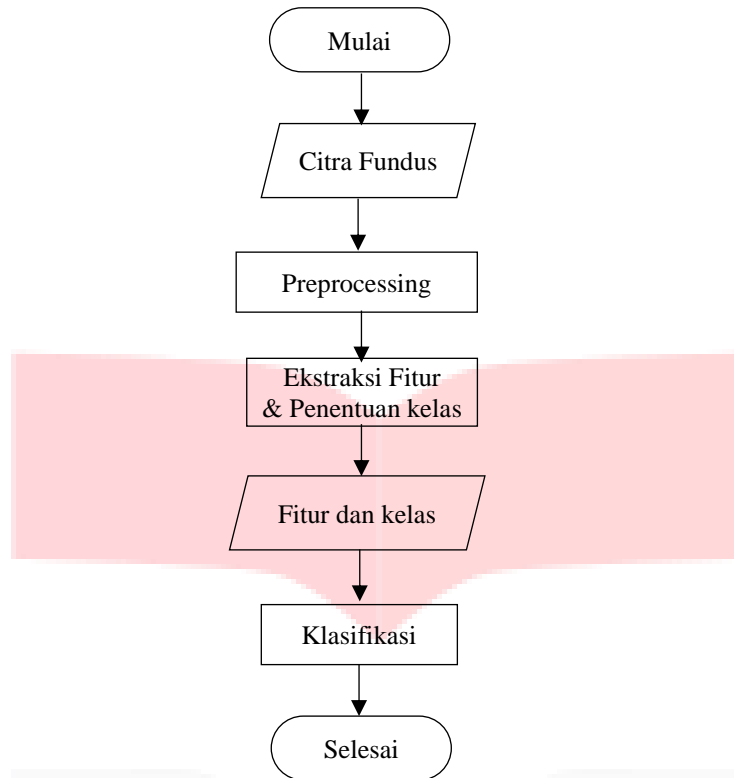 Mulai
Citra Fundus
Preprocessing
Ekstraksi Fitur
& Penentuan kelas
Fitur dan kelas
Klasifikasi
Selesai